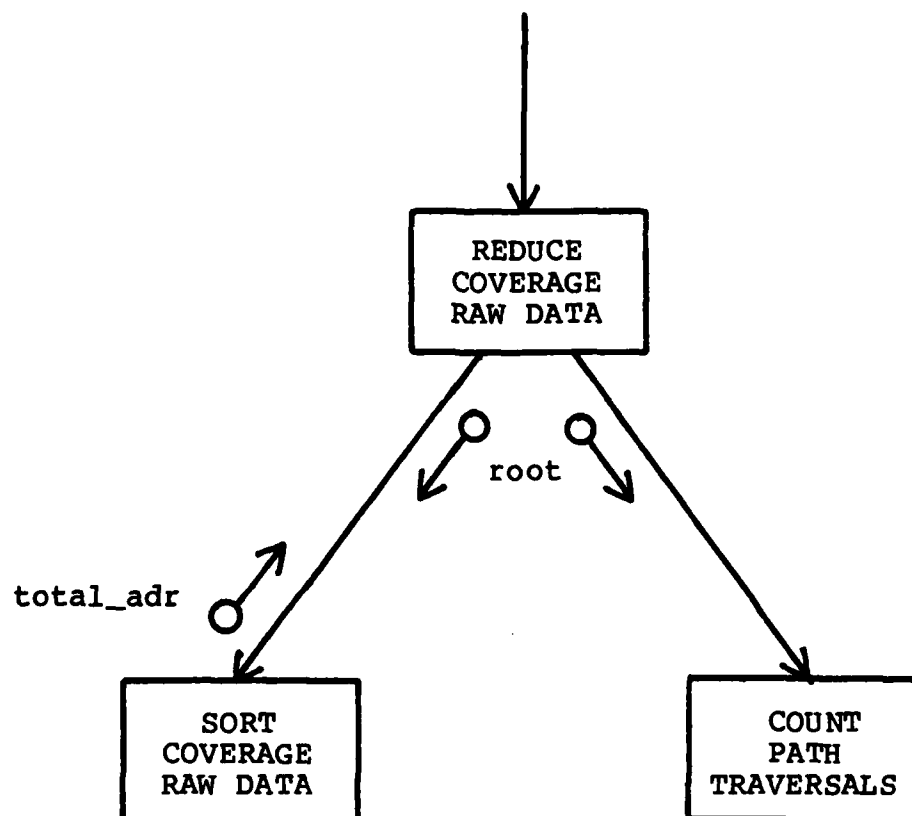 REDUCE
COVERAGE
RAW DATA
root
total_adr
SORT
COVERAGE
RAW DATA
COUNT
PATH
TRAVERSALS